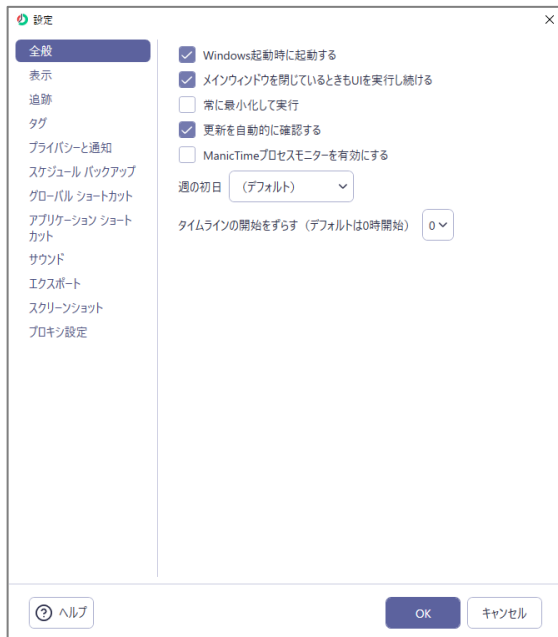 設定
全般
表示
追跡
タグ
プライバシーと通知
スケジュール バックアップ
グローバル ショートカット
アプリケーション ショート
カット
サウンド
エクスポート
スクリーンショット
プロキシ設定
Windows起動時に起動する
メインウィンドウを閉じているときもUIを実行し続ける
常に最小化して実行
更新を自動的に確認する
ManicTimeプロセスモニターを有効にする
週の初日 (デフォルト)
タイムラインの開始をずらす（デフォルトは0時開始） 0
ヘルプ
OK
キャンセル